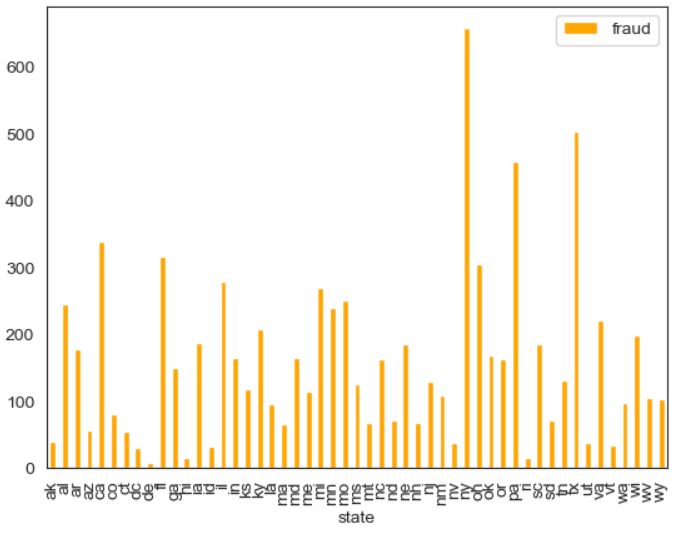 fraud
600
500
400
300
200
100
0
ak al ar az ca co ct dc de fl ga hi ia id il in ks ky la ma md me mi mn mo ms mt nc nd ne nh nj nm nv ny oh ok or pa ri sc sd tn tx ut va vt wa wi wv wy
state